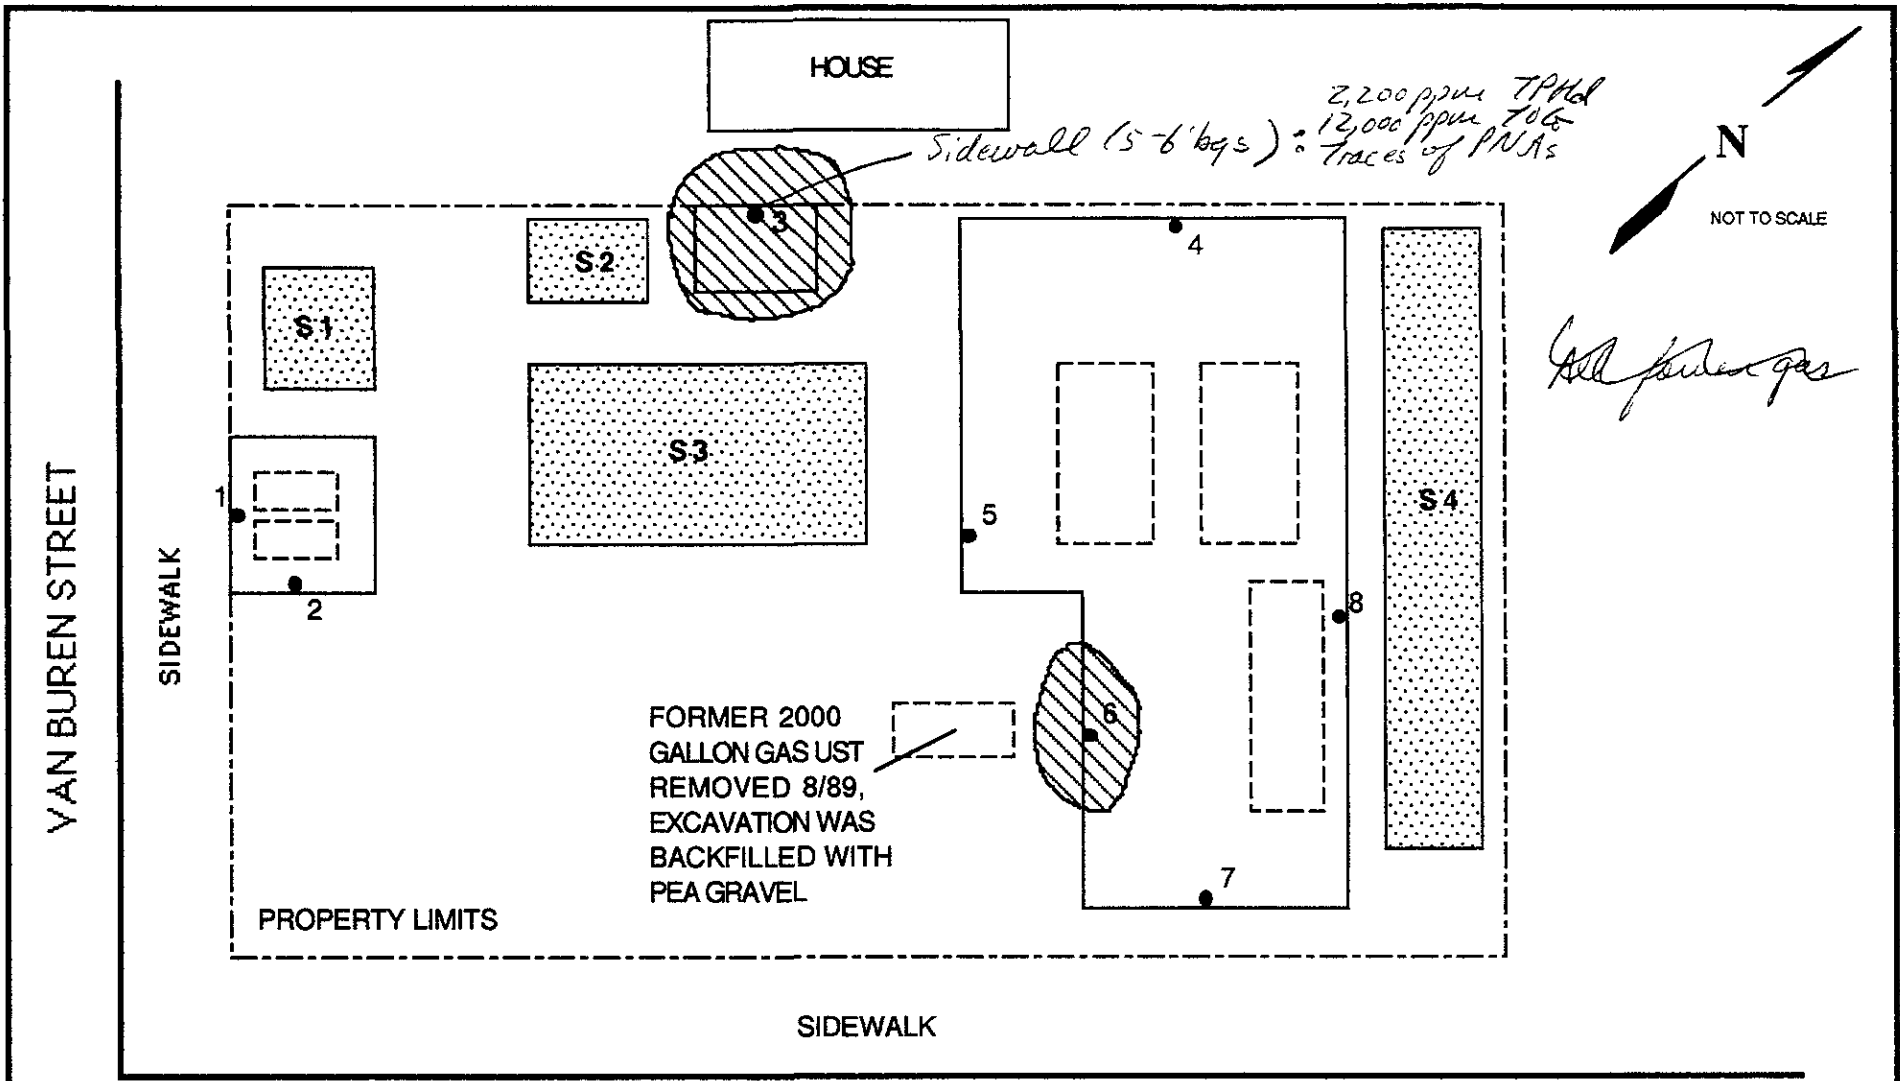 HOUSE
2,200 ppm TPHd
12,000 ppm TOG
Traces of PNAs
Sidewall (5-6' bgs) :
N
NOT TO SCALE
3
4
S2
S1
S3
S4
gas
1
2
5
8
6
7
VAN BUREN STREET
SIDEWALK
FORMER 2000
GALLON GAS UST
REMOVED 8/89,
EXCAVATION WAS
BACKFILLED WITH
PEA GRAVEL
PROPERTY LIMITS
SIDEWALK